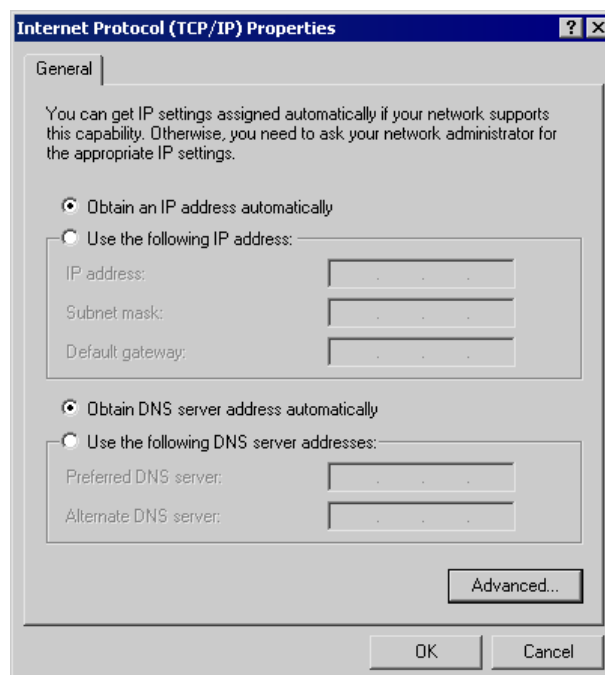 Internet Protocol (TCP/IP) Properties
General
You can get IP settings assigned automatically if your network supports
this capability. Otherwise, you need to ask your network administrator for
the appropriate IP settings.
Obtain an IP address automatically
Use the following IP address:
IP address:
Subnet mask:
Default gateway:
Obtain DNS server address automatically
Use the following DNS server addresses:
Preferred DNS server:
Alternate DNS server:
Advanced...
OK Cancel